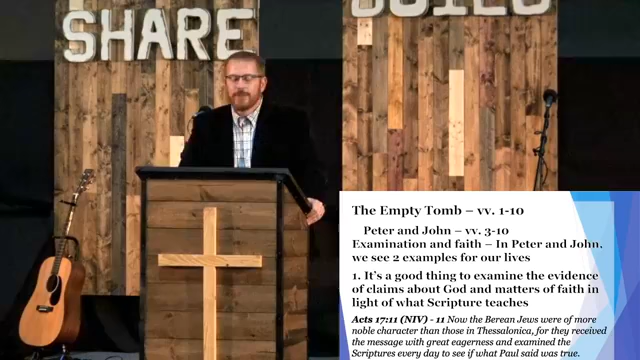 SHARE
BUILD
The Empty Tomb – vv. 1-10
Peter and John – vv. 3-10
Examination and faith – In Peter and John,
we see 2 examples for our lives
1. It's a good thing to examine the evidence
of claims about God and matters of faith in
light of what Scripture teaches
Acts 17:11 (NIV) - 11 Now the Berean Jews were of more
noble character than those in Thessalonica, for they received
the message with great eagerness and examined the
Scriptures every day to see if what Paul said was true.